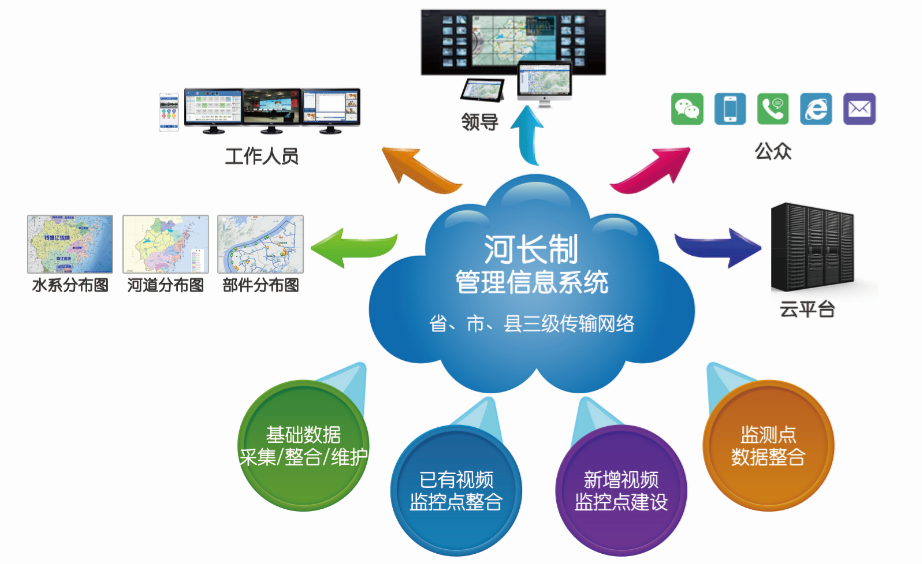 领导
工作人员
公众
水系分布图
河道分布图
部件分布图
河长制
管理信息系统
省、市、县三级传输网络
云平台
基础数据
采集/整合/维护
已有视频
监控点整合
新增视频
监控点建设
监测点
数据整合